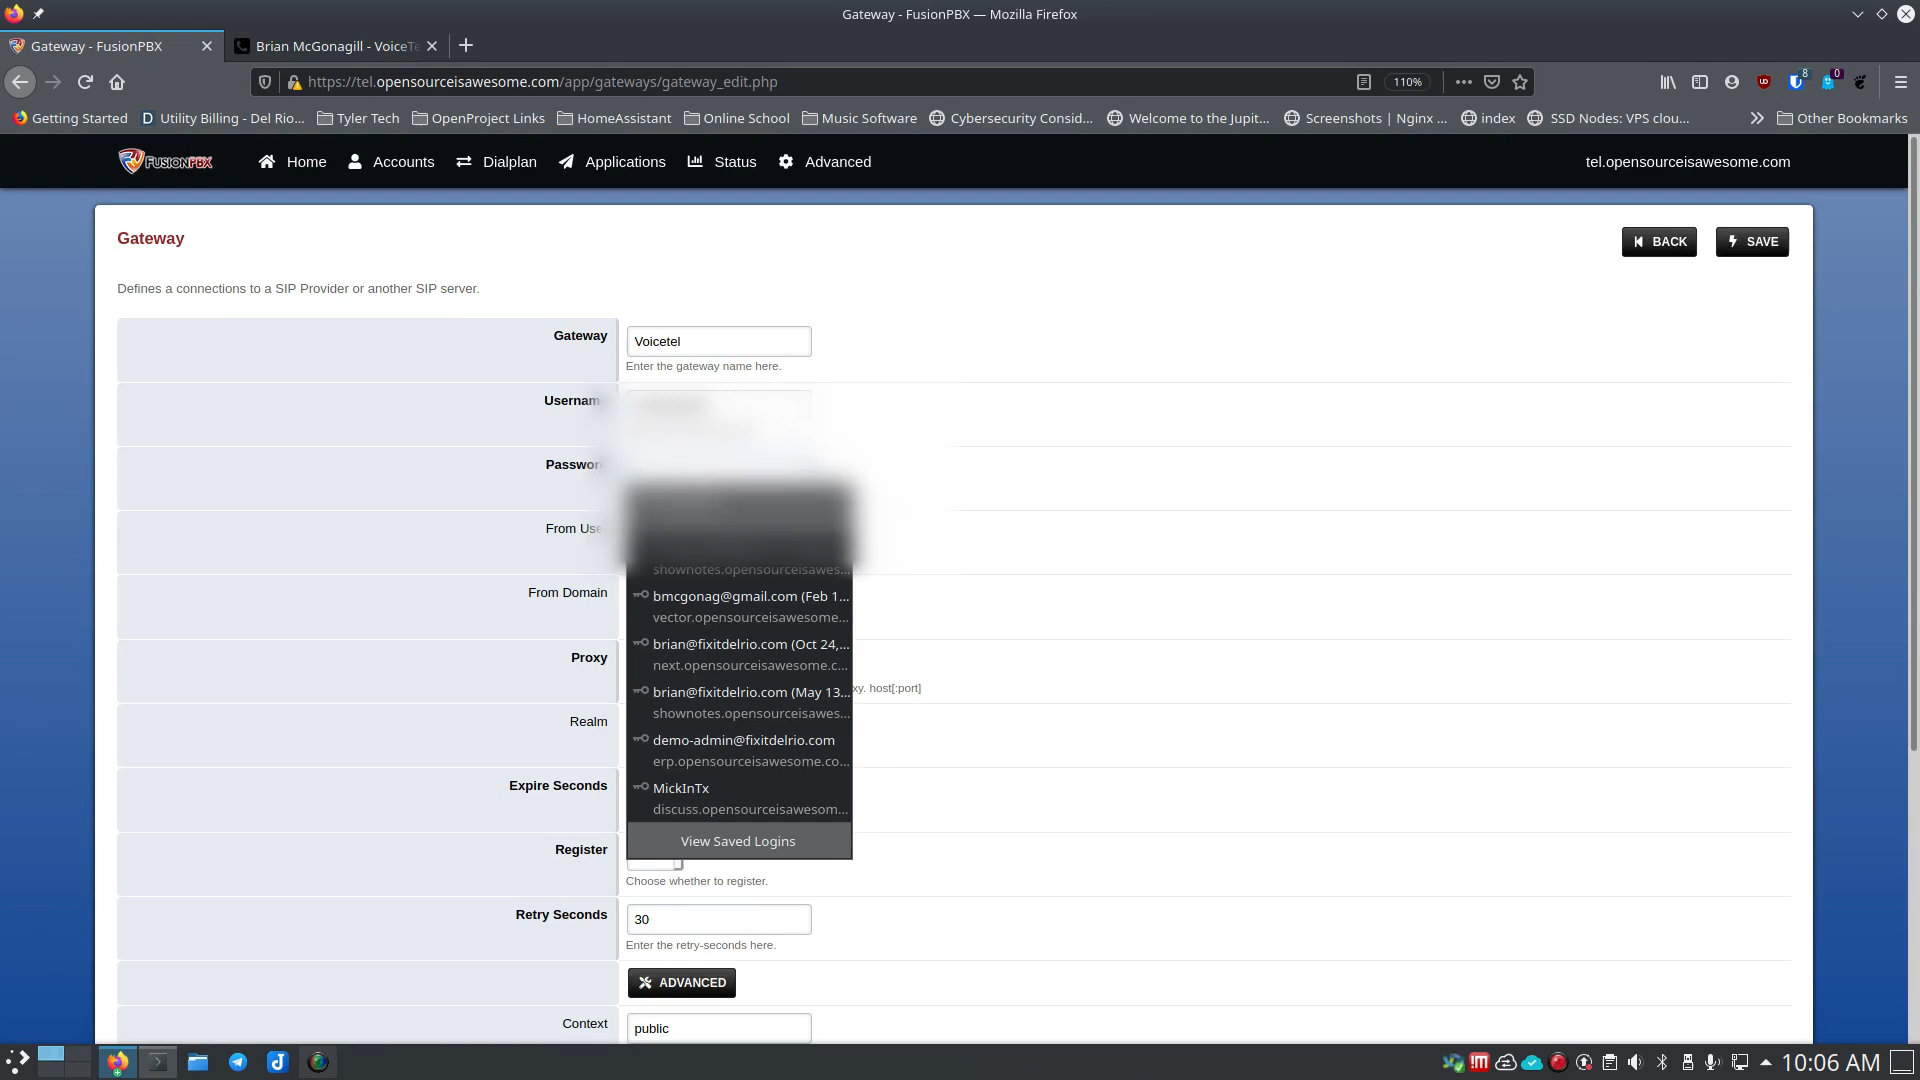 Gateway - FusionPBX — Mozilla Firefox
Gateway - FusionPBX
Brian McGonagill - VoiceTe
https://tel.opensourceisawesome.com/app/gateways/gateway_edit.php
110%
8
0
Getting Started
Utility Billing - Del Rio...
Tyler Tech
OpenProject Links
HomeAssistant
Online School
Music Software
Cybersecurity Consid...
Welcome to the Jupit...
Screenshots | Nginx ...
index
SSD Nodes: VPS clou...
Other Bookmarks
FUSIONPBX
Home
Accounts
Dialplan
Applications
Status
Advanced
tel.opensourceisawesome.com
Gateway
BACK
SAVE
Defines a connections to a SIP Provider or another SIP server.
Gateway
Voicetel
Enter the gateway name here.
Usernam
Passwor
From Use
shownotes.opensourceisawes...
From Domain
bmcgonag@gmail.com (Feb 1...
vector.opensourceisawesome...
brian@fixitdelrio.com (Oct 24,...
Proxy
next.opensourceisawesome.c...
brian@fixitdelrio.com (May 13...
xy. host[:port]
shownotes.opensourceisawes...
Realm
demo-admin@fixitdelrio.com
erp.opensourceisawesome.co...
Expire Seconds
MickInTx
discuss.opensourceisawesom...
View Saved Logins
Register
Choose whether to register.
Retry Seconds
30
Enter the retry-seconds here.
ADVANCED
Context
public
10:06 AM